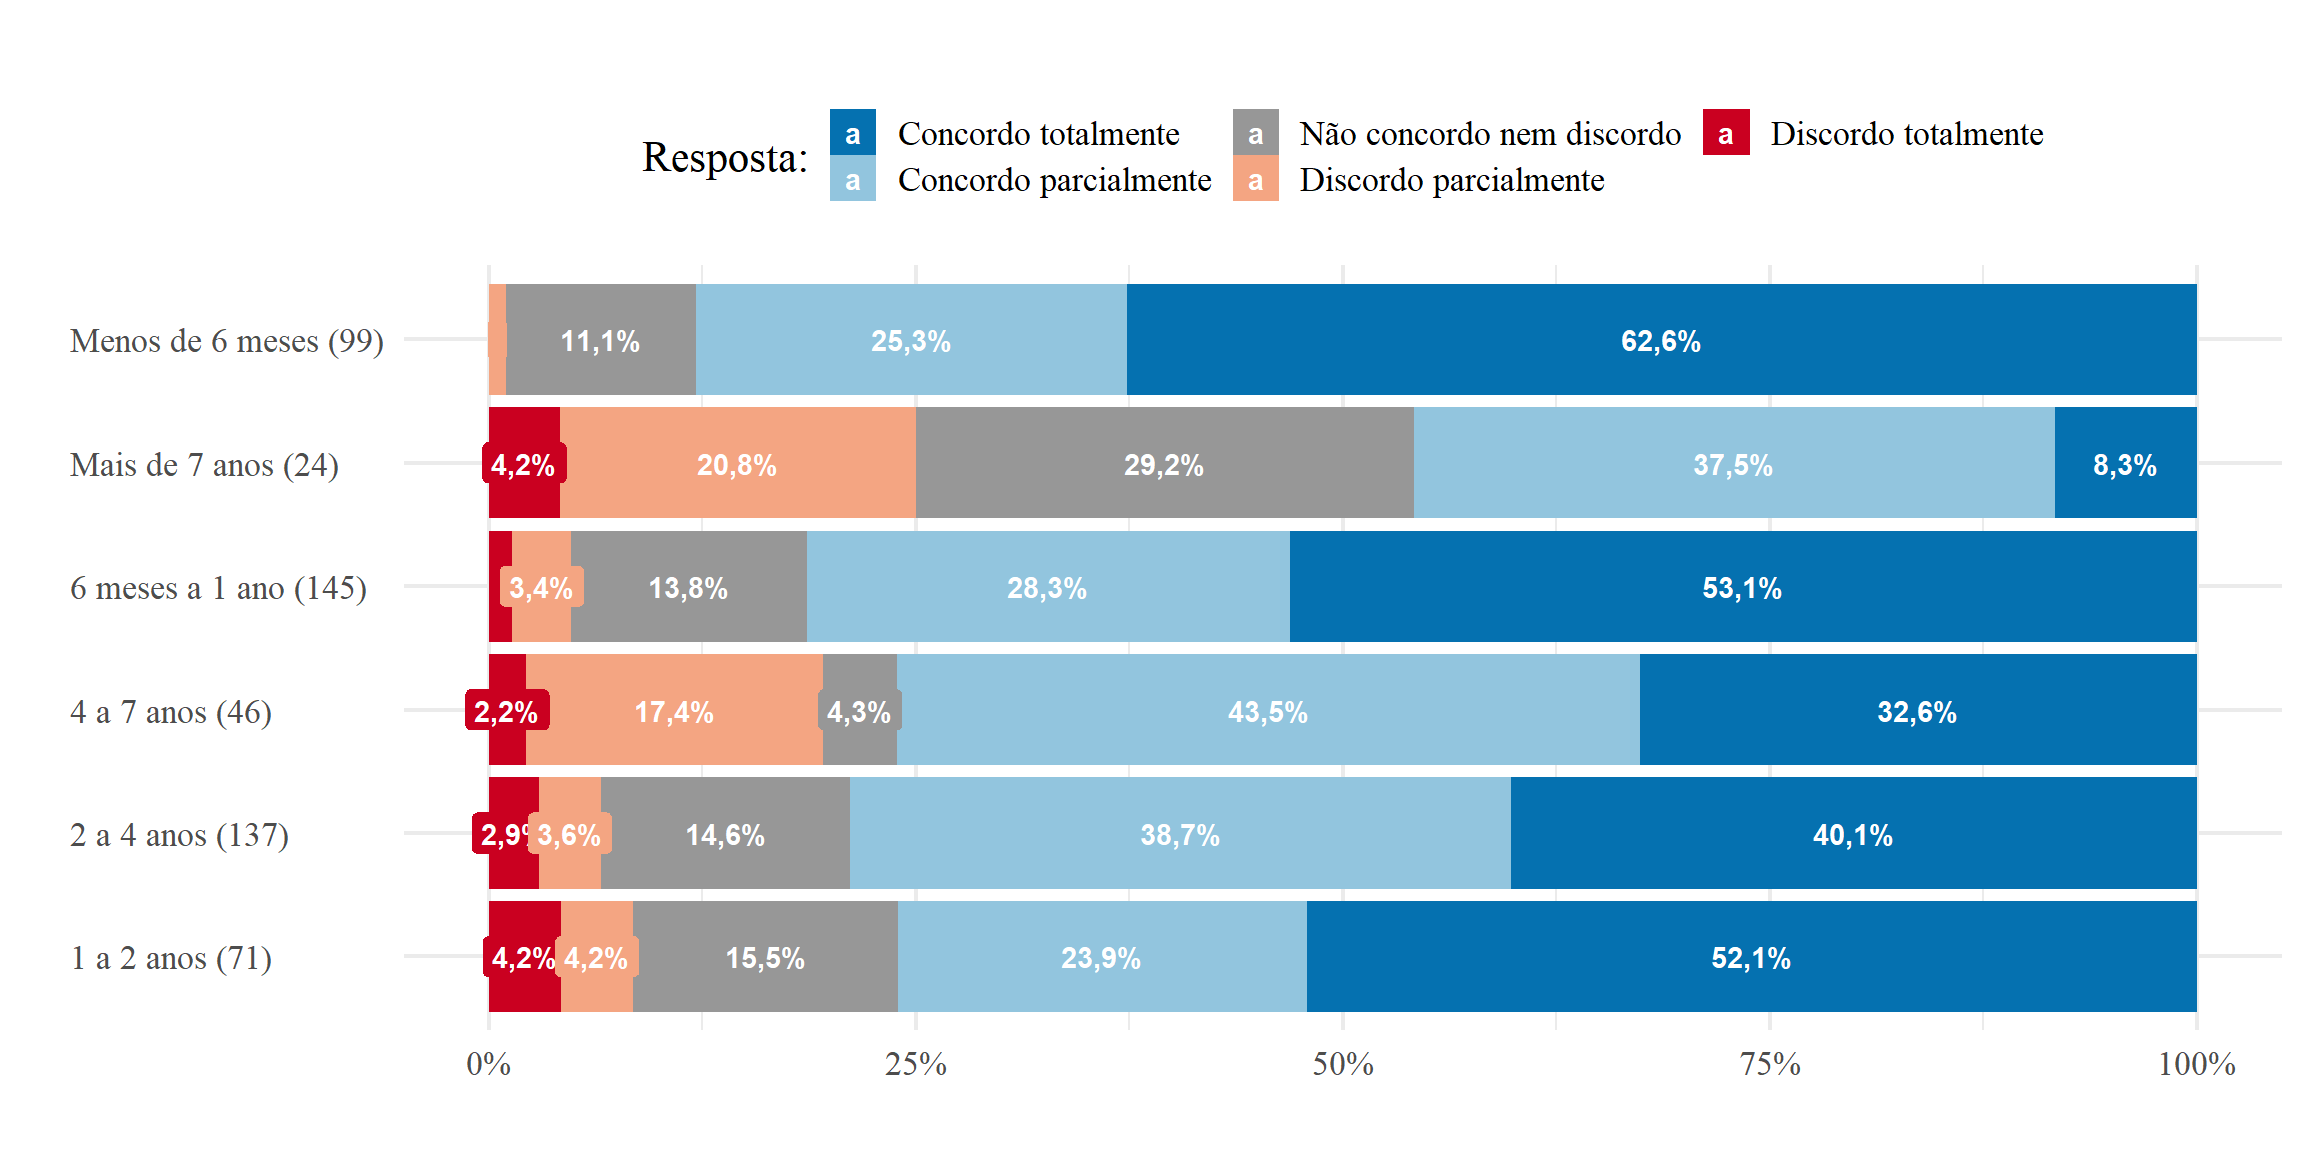 Resposta:
a Concordo totalmente
a Concordo parcialmente
a Não concordo nem discordo
a Discordo parcialmente
a Discordo totalmente
Menos de 6 meses (99)
11,1% 25,3% 62,6%
Mais de 7 anos (24)
4,2% 20,8% 29,2% 37,5% 8,3%
6 meses a 1 ano (145)
3,4% 13,8% 28,3% 53,1%
4 a 7 anos (46)
2,2% 17,4% 4,3% 43,5% 32,6%
2 a 4 anos (137)
2,9% 3,6% 14,6% 38,7% 40,1%
1 a 2 anos (71)
4,2% 4,2% 15,5% 23,9% 52,1%
0% 25% 50% 75% 100%